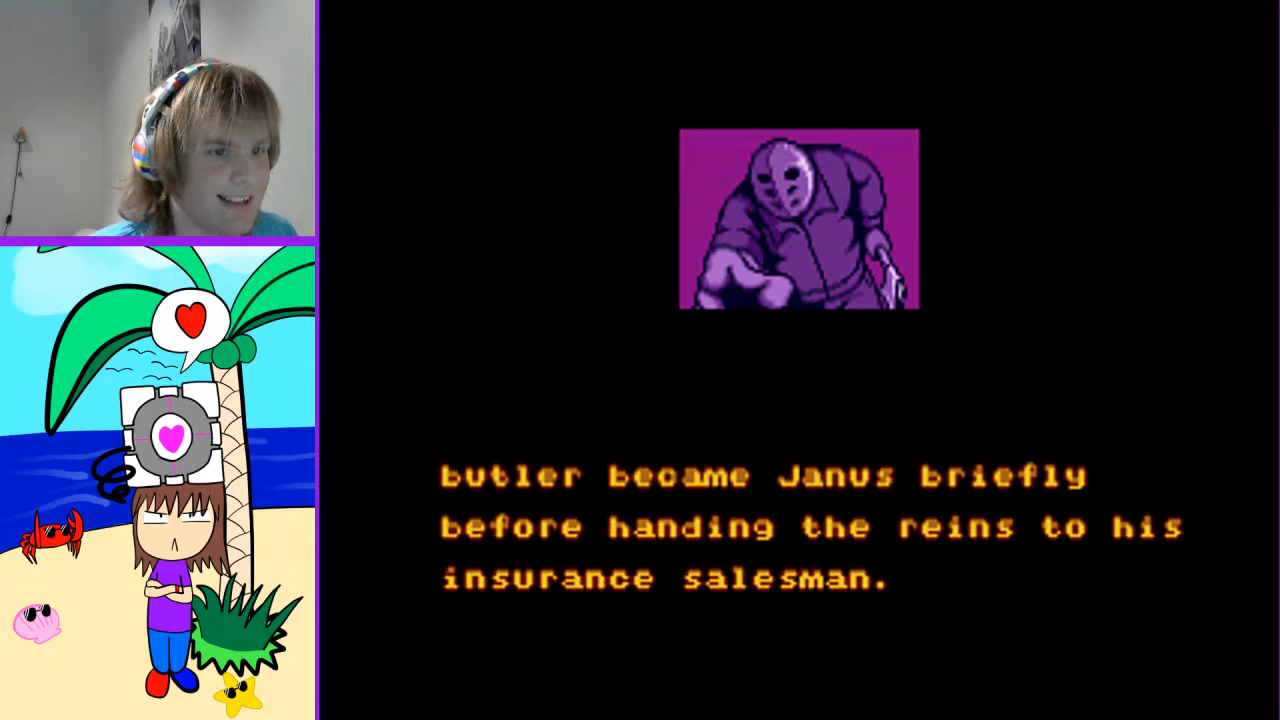 butler became Janus briefly
before handing the reins to his
insurance salesman.